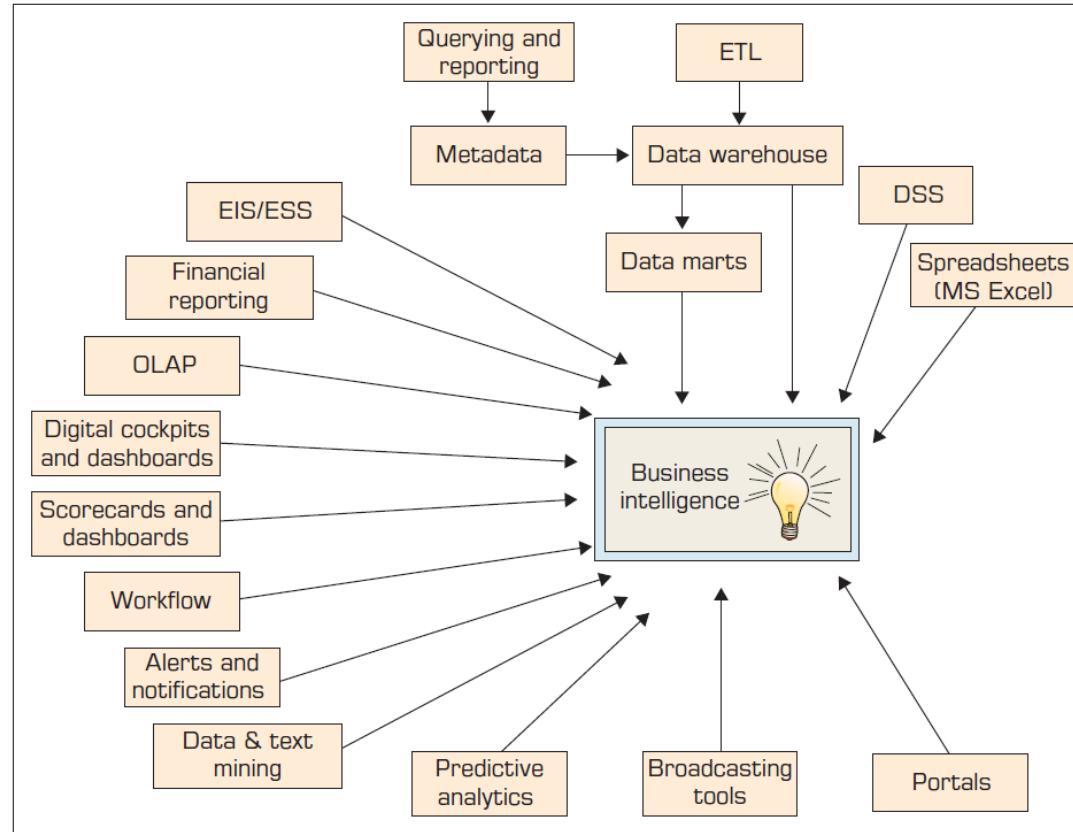 Querying and
reporting
ETL
Metadata
Data warehouse
DSS
EIS/ESS
Data marts
Spreadsheets
(MS Excel)
Financial
reporting
OLAP
Digital cockpits
and dashboards
Business
intelligence
Scorecards and
dashboards
Workflow
Alerts and
notifications
Data & text
mining
Predictive
analytics
Broadcasting
tools
Portals